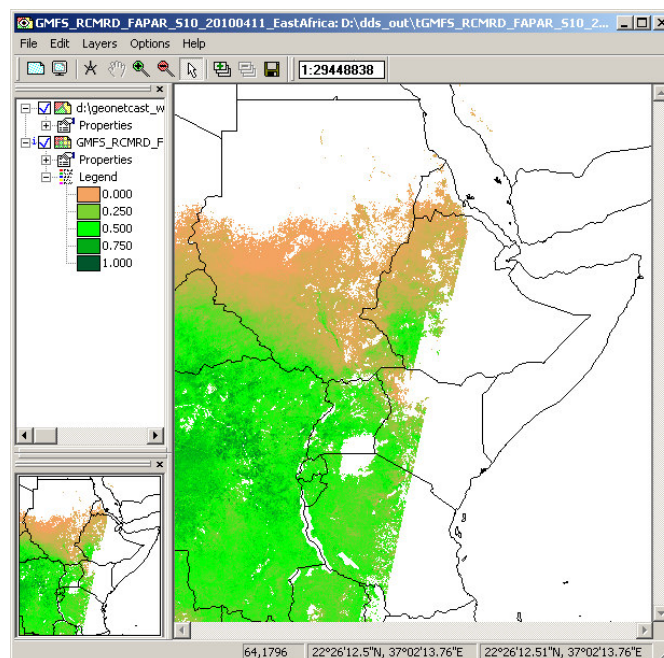 GMFS_RCMRD_FAPAR_S10_20100411_EastAfrica: D:\dds_out\tGMFS_RCMRD_FAPAR_S10_2...
File Edit Layers Options Help
1:29448838
d:\geonetcast_w
Properties
GMFS_RCMRD_F
Properties
Legend
0.000
0.250
0.500
0.750
1.000
64,1796 22°26'12.5"N, 37°02'13.76"E 22°26'12.51"N, 37°02'13.76"E